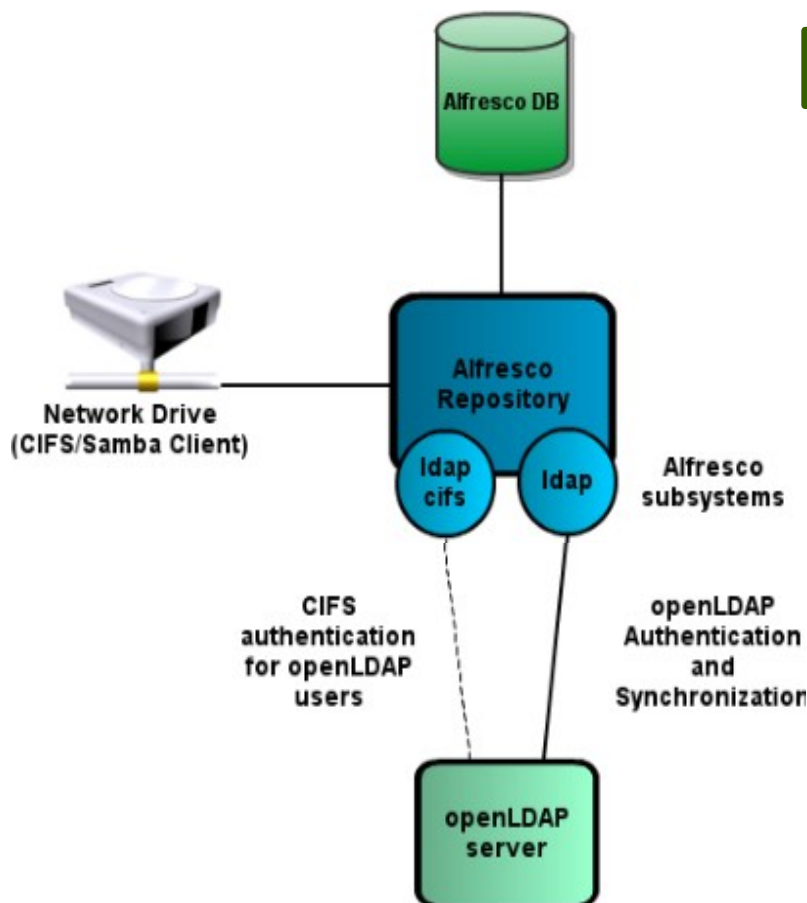 Alfresco DB
Alfresco
Repository
Network Drive
(CIFS/Samba Client)
ldap
cifs
ldap
Alfresco
subsystems
CIFS
authentication
for openLDAP
users
openLDAP
Authentication
and
Synchronization
openLDAP
server